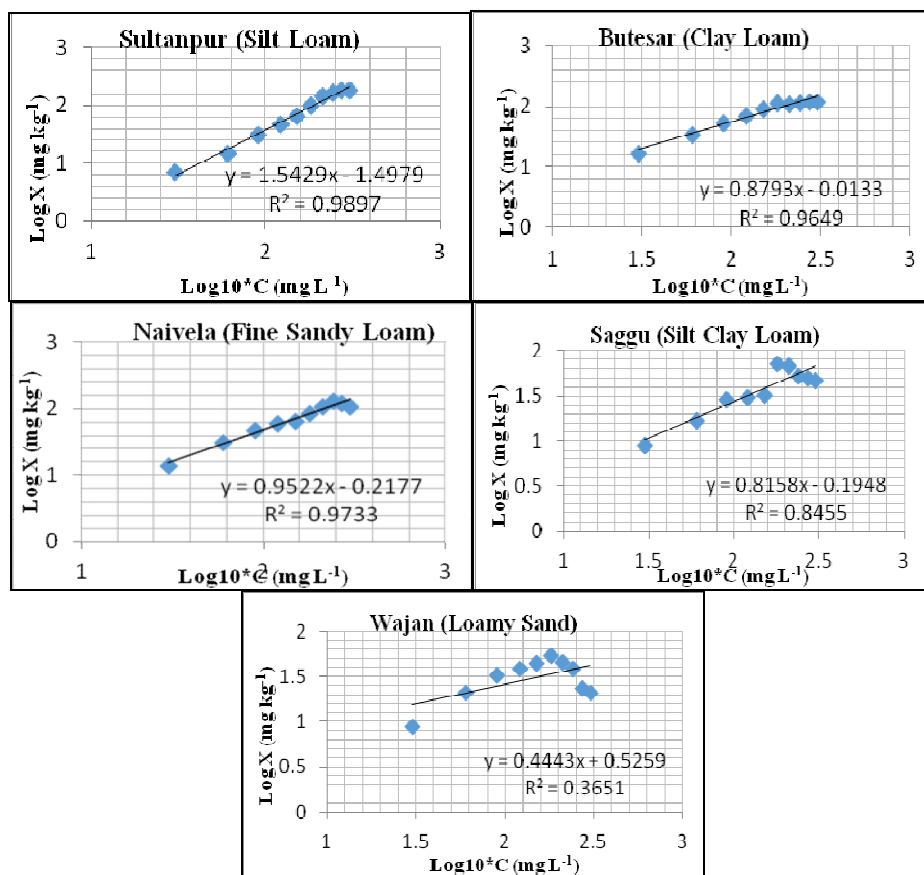 Sultanpur (Silt Loam)
3
2
1
0
Log X (mg kg-1)
y = 1.5429x - 1.4979
R² = 0.9897
1
2
3
Log10*C (mg L-1)
Butesar (Clay Loam)
3
2
1
0
Log X (mg kg-1)
y = 0.8793x - 0.0133
R² = 0.9649
1
1.5
2
2.5
3
Log10*C (mg L-1)
Naivela (Fine Sandy Loam)
3
2
1
0
Log X (mg kg-1)
y = 0.9522x - 0.2177
R² = 0.9733
1
2
3
Log10*C (mg L-1)
Saggu (Silt Clay Loam)
2
1.5
1
0.5
0
Log X (mg kg-1)
y = 0.8158x - 0.1948
R² = 0.8455
1
1.5
2
2.5
3
Log10*C (mg L-1)
Wajan (Loamy Sand)
2
1.5
1
0.5
0
Log X (mg kg-1)
y = 0.4443x + 0.5259
R² = 0.3651
1
1.5
2
2.5
3
Log10*C (mg L-1)